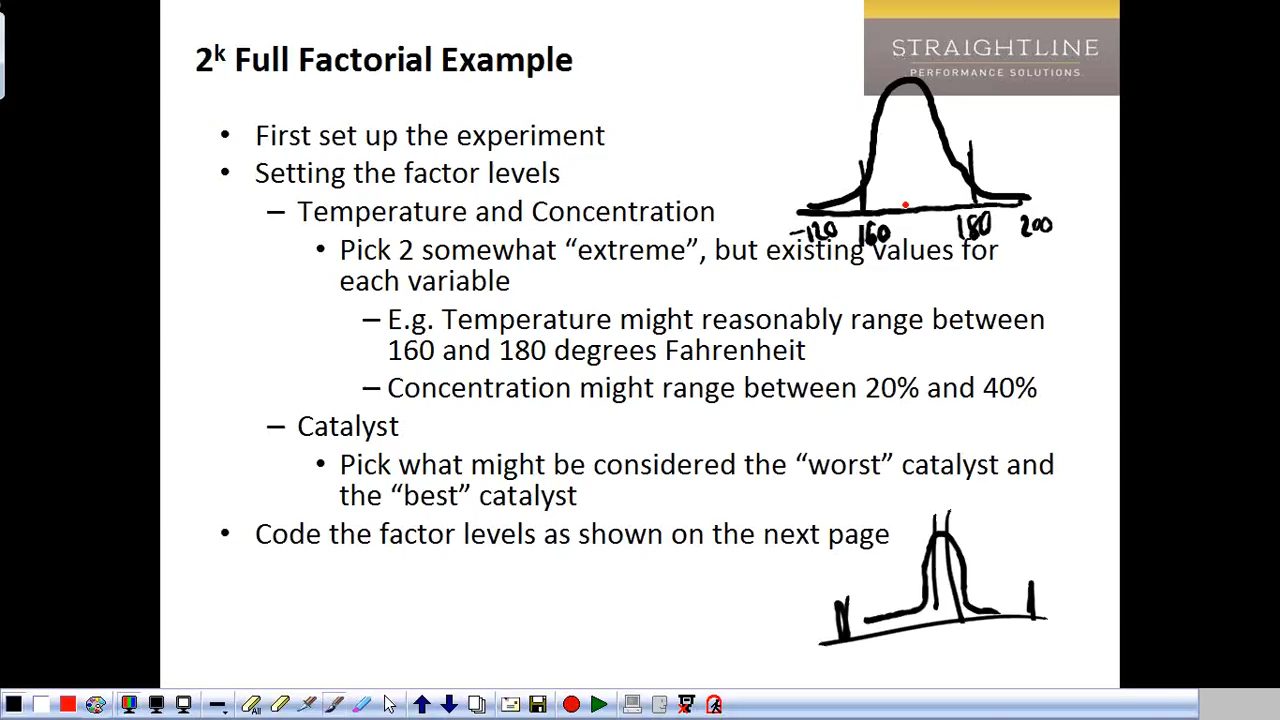 2ᵏ Full Factorial Example
STRAIGHTLINE
PERFORMANCE SOLUTIONS.
• First set up the experiment
• Setting the factor levels
– Temperature and Concentration
-120 160 180 200
• Pick 2 somewhat “extreme”, but existing values for
each variable
– E.g. Temperature might reasonably range between
160 and 180 degrees Fahrenheit
– Concentration might range between 20% and 40%
– Catalyst
• Pick what might be considered the “worst” catalyst and
the “best” catalyst
• Code the factor levels as shown on the next page
All